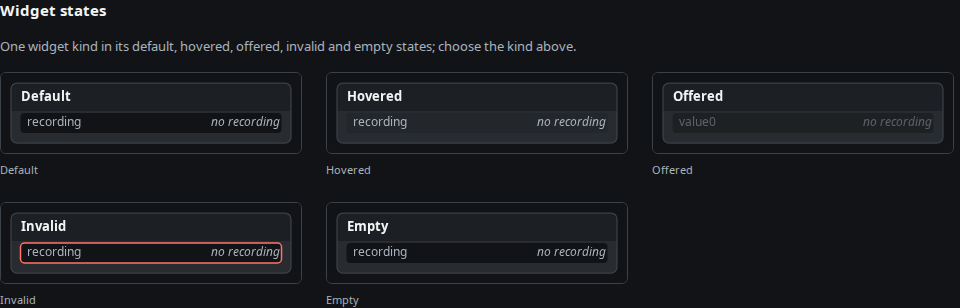 Widget states
One widget kind in its default, hovered, offered, invalid and empty states; choose the kind above.
Default
recording no recording
Default
Hovered
recording no recording
Hovered
Offered
value0 no recording
Offered
Invalid
recording no recording
Invalid
Empty
recording no recording
Empty